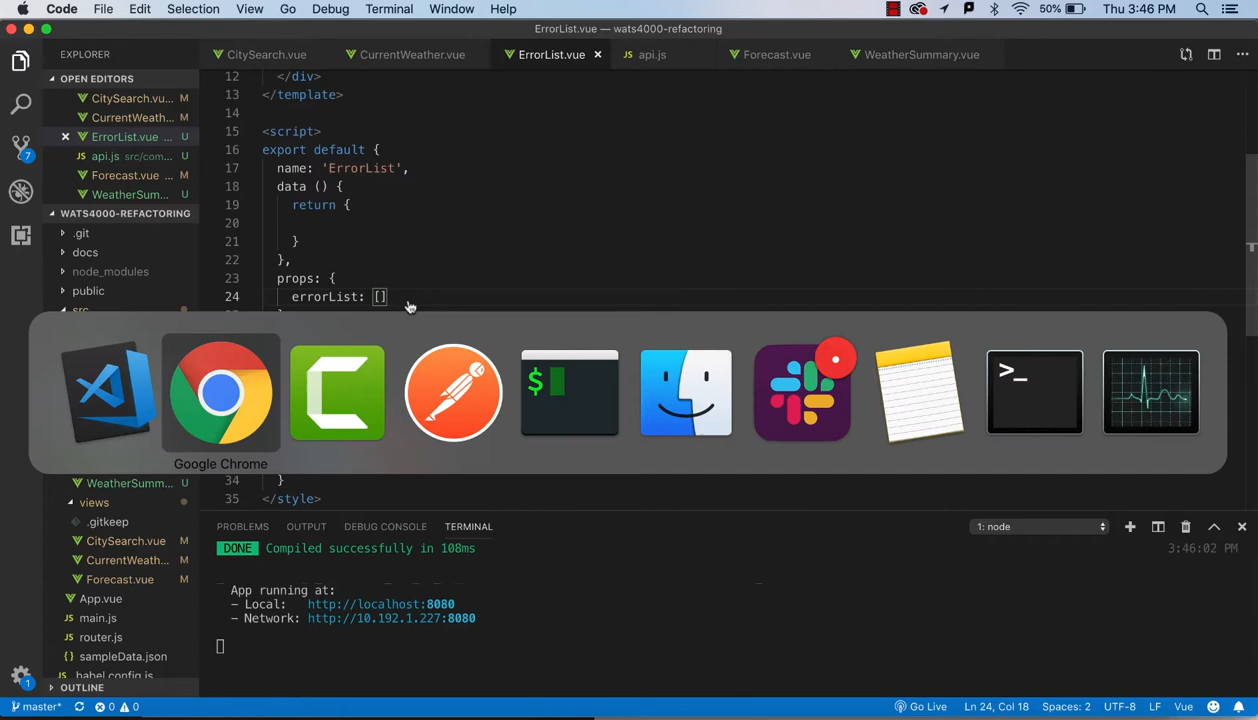 Code File Edit Selection View Go Debug Terminal Window Help 50% Thu 3:46 PM
ErrorList.vue — wats4000-refactoring
EXPLORER CitySearch.vue CurrentWeather.vue ErrorList.vue api.js Forecast.vue WeatherSummary.vue
OPEN EDITORS
CitySearch.vu... M
CurrentWeath... M
ErrorList.vue ... U
api.js src/com... U
Forecast.vue ... M
WeatherSum... U
WATS4000-REFACTORING
.git
docs
node_modules
public
src
12 </div>
13 </template>
14
15 <script>
16 export default {
17 name: 'ErrorList',
18 data () {
19 return {
20
21 }
22 },
23 props: {
24 errorList: []
Google Chrome
34 }
35 </style>
WeatherSumm... U
views
.gitkeep
CitySearch.vue M
CurrentWeath... M
Forecast.vue M
App.vue
main.js
router.js
sampleData.json
babel.config.js
OUTLINE
PROBLEMS OUTPUT DEBUG CONSOLE TERMINAL 1: node
DONE Compiled successfully in 108ms 3:46:02 PM
App running at:
- Local: http://localhost:8080
- Network: http://10.192.1.227:8080
master* 0 0 Go Live Ln 24, Col 18 Spaces: 2 UTF-8 LF Vue
7
1
$
>_